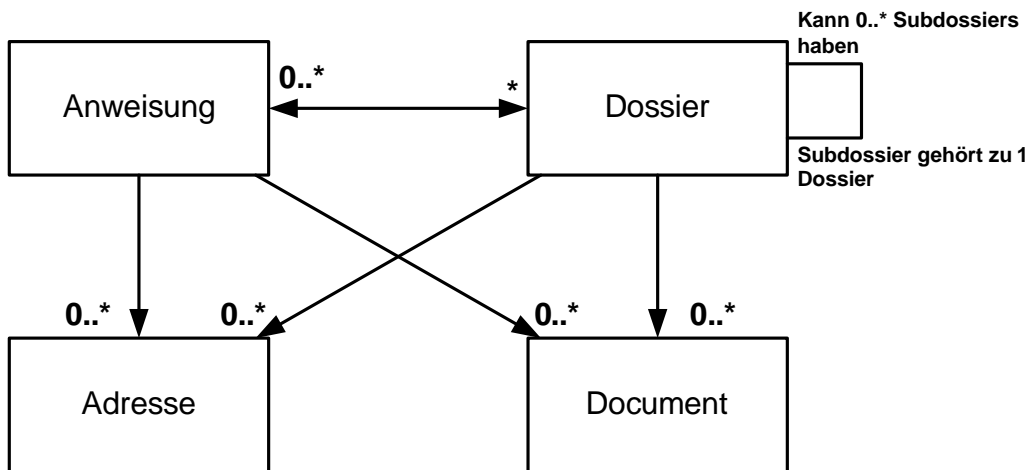 Kann 0..* Subdossiers
haben
0..*
*
Anweisung
Dossier
Subdossier gehört zu 1
Dossier
0..*
0..*
0..*
0..*
Adresse
Document